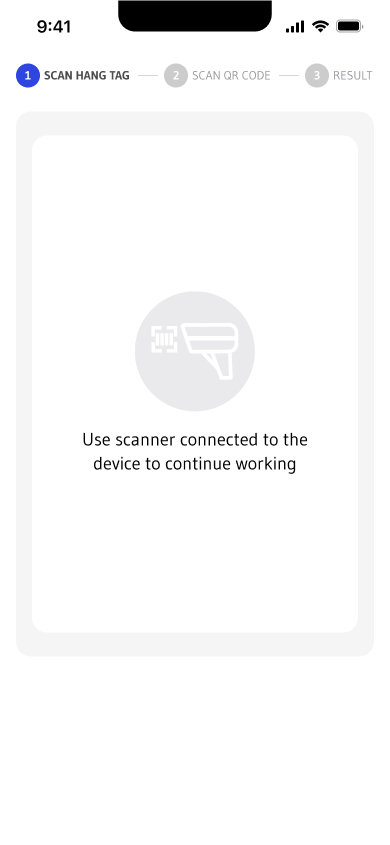 9:41
1 SCAN HANG TAG 2 SCAN QR CODE 3 RESULT
Use scanner connected to the
device to continue working